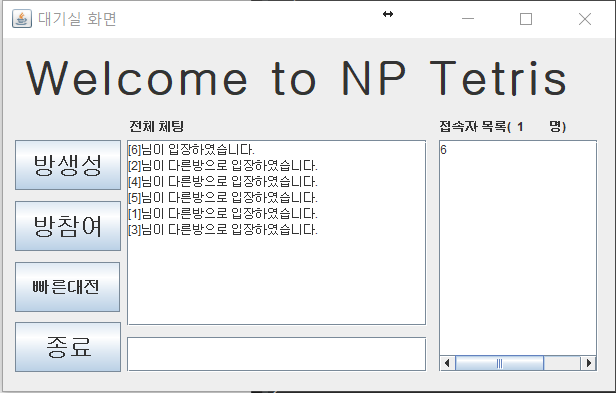 대기실 화면
Welcome to NP Tetris
전체 체팅
접속자 목록( 1 명)
방생성
방참여
빠른대전
종료
[6]님이 입장하였습니다.
[2]님이 다른방으로 입장하였습니다.
[4]님이 다른방으로 입장하였습니다.
[5]님이 다른방으로 입장하였습니다.
[1]님이 다른방으로 입장하였습니다.
[3]님이 다른방으로 입장하였습니다.
6